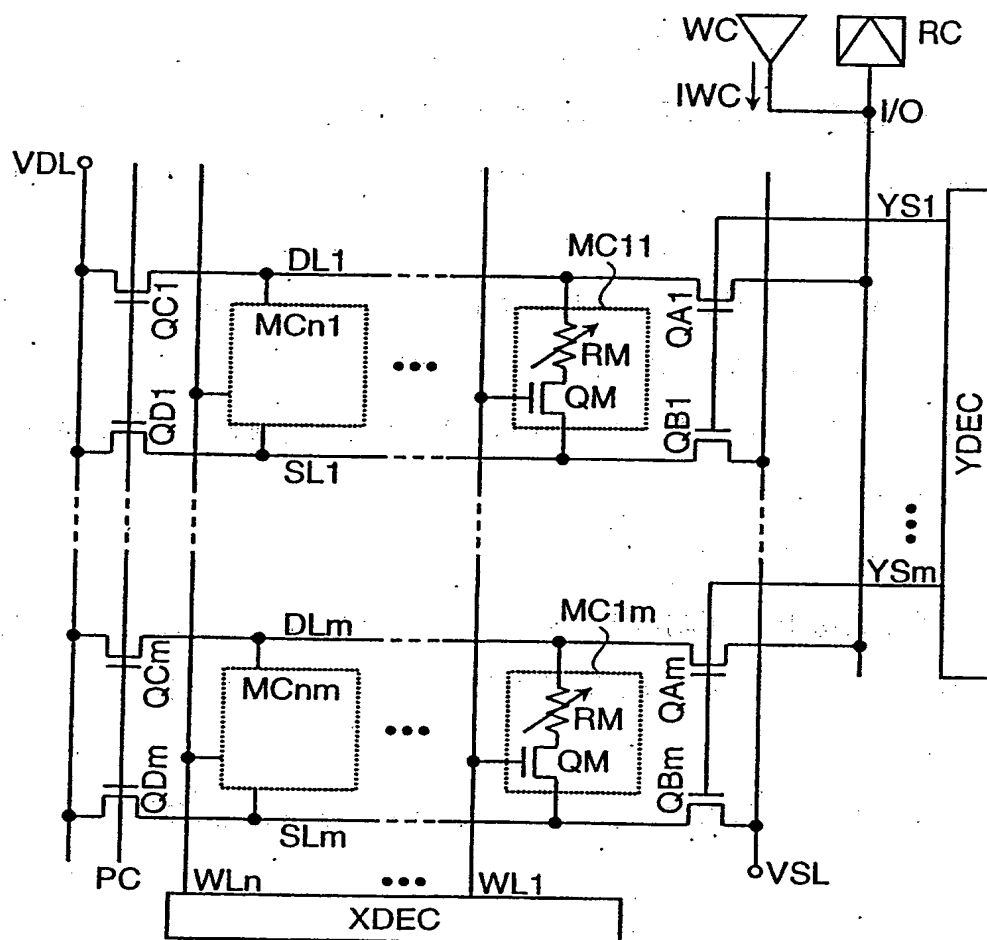 WC
RC
IWC
I/O
VDL
YS1
MC11
DL1
QC1
MCn1
QA1
RM
QM
QD1
QB1
SL1
YDEC
YSm
MC1m
DLm
QCm
MCnm
QAm
RM
QM
QDm
QBm
SLm
PC
WLn
WL1
VSL
XDEC